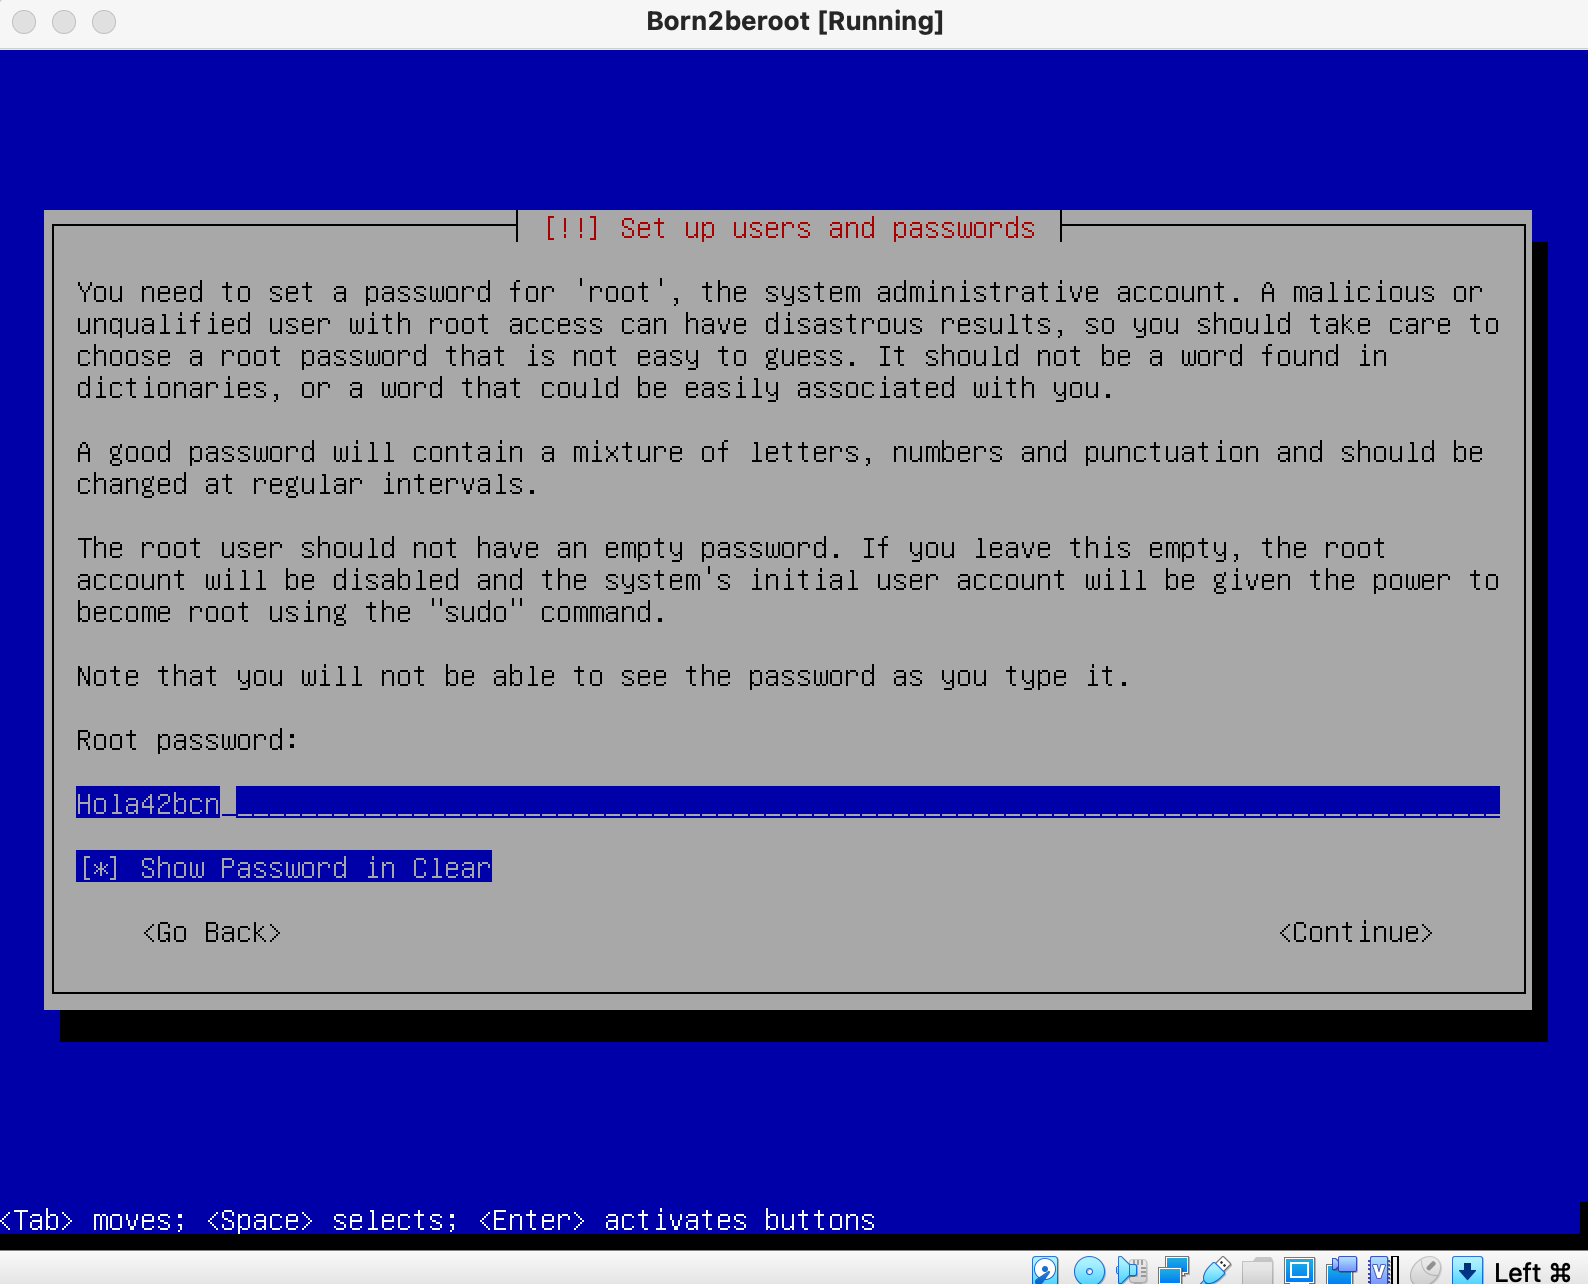 Born2beroot [Running]
[!!] Set up users and passwords
You need to set a password for 'root', the system administrative account. A malicious or
unqualified user with root access can have disastrous results, so you should take care to
choose a root password that is not easy to guess. It should not be a word found in
dictionaries, or a word that could be easily associated with you.
A good password will contain a mixture of letters, numbers and punctuation and should be
changed at regular intervals.
The root user should not have an empty password. If you leave this empty, the root
account will be disabled and the system's initial user account will be given the power to
become root using the "sudo" command.
Note that you will not be able to see the password as you type it.
Root password:
Hola42bcn
[*] Show Password in Clear
<Go Back> <Continue>
<Tab> moves; <Space> selects; <Enter> activates buttons
Left ⌘